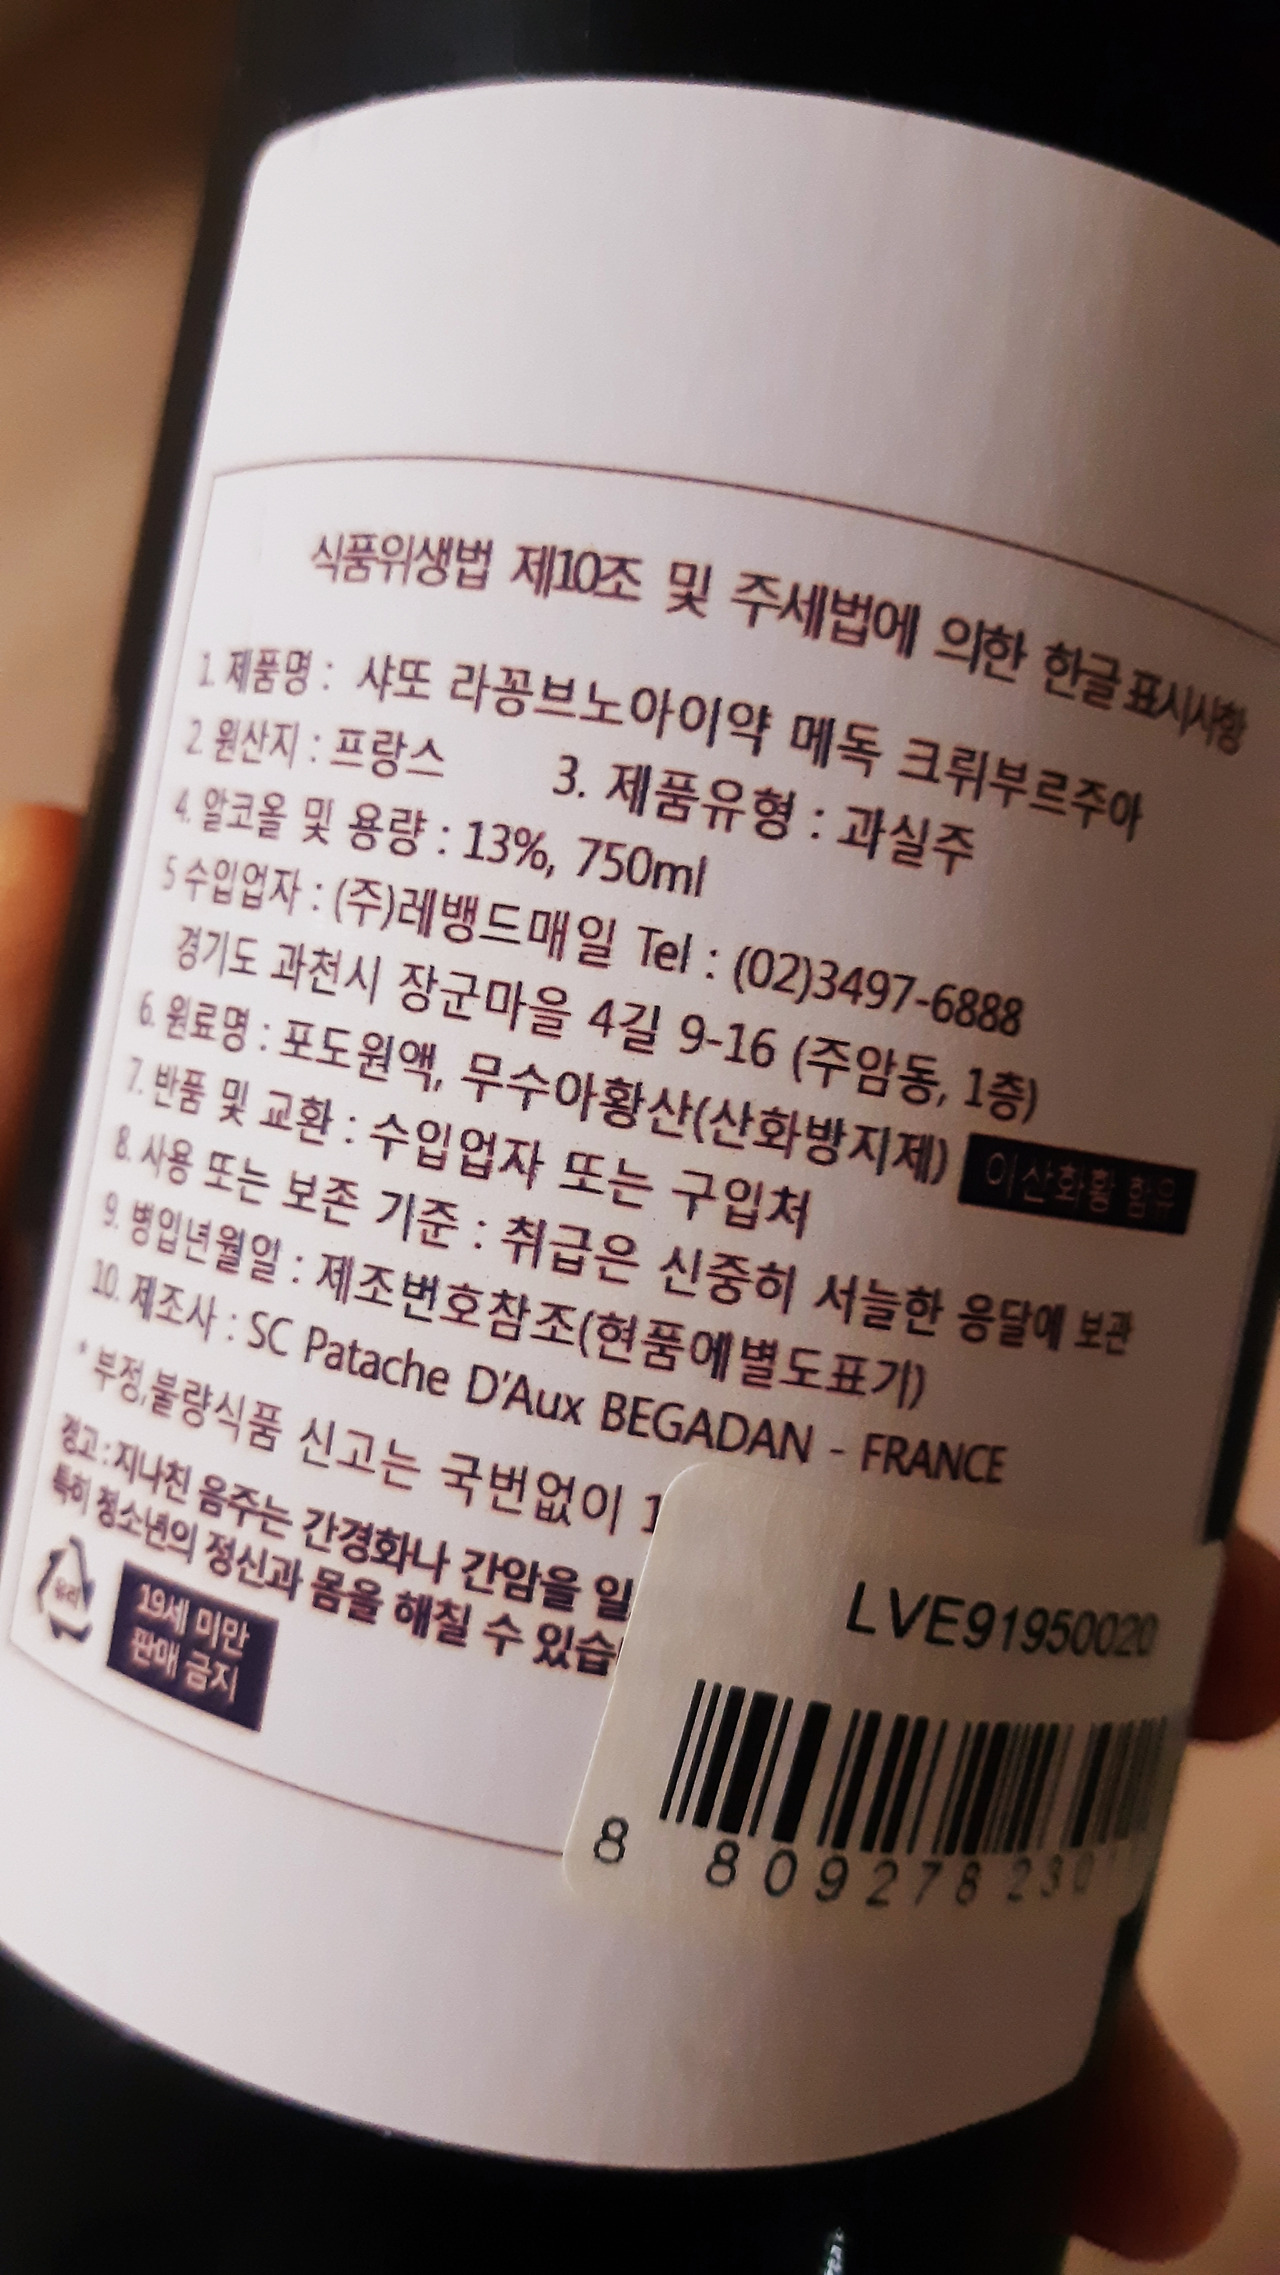 식품위생법 제10조 및 주세법에 의한 한글표시사항
1. 제품명 : 샤또 라꽁브노아이약 메독 크뤼부르주아
2. 원산지 : 프랑스 3. 제품유형 : 과실주
4. 알코올 및 용량 : 13%, 750ml
5 수입업자 : (주)레뱅드매일 Tel : (02)3497-6888
경기도 과천시 장군마을 4길 9-16 (주암동, 1층)
6. 원료명 : 포도원액, 무수아황산(산화방지제) 이산화황 함유
7. 반품 및 교환 : 수입업자 또는 구입처
8. 사용 또는 보존 기준 : 취급은 신중히 서늘한 응달에 보관
9. 병입년월일 : 제조번호참조(현품에별도표기)
10. 제조사 : SC Patache D'Aux BEGADAN - FRANCE
* 부정,불량식품 신고는 국번없이 1
경고 : 지나친 음주는 간경화나 간암을 일
특히 청소년의 정신과 몸을 해칠 수 있습
유리
19세 미만
판매 금지
LVE91950020
8 809278 230